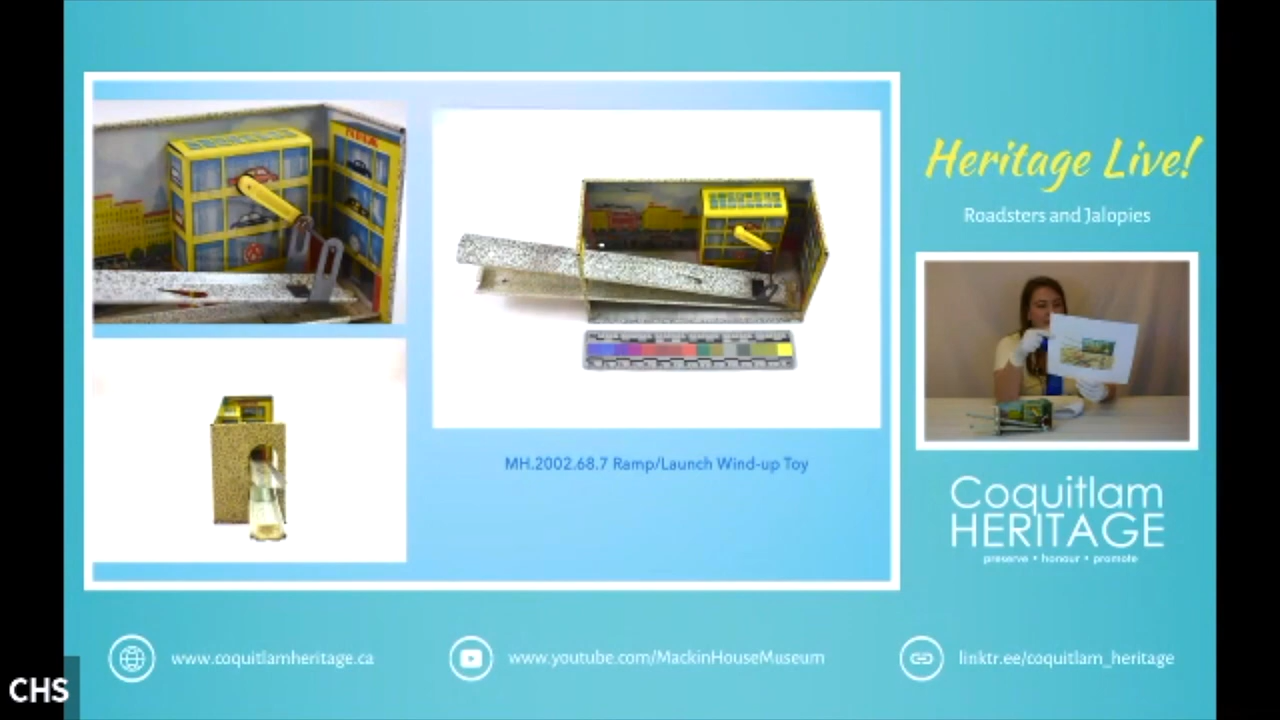 Heritage Live!
Roadsters and Jalopies
MH.2002.68.7 Ramp/Launch Wind-up Toy
Coquitlam
HERITAGE
preserve • honour • promote
www.coquitlamheritage.ca
www.youtube.com/MackinHouseMuseum
linktr.ee/coquitlam_heritage
CHS